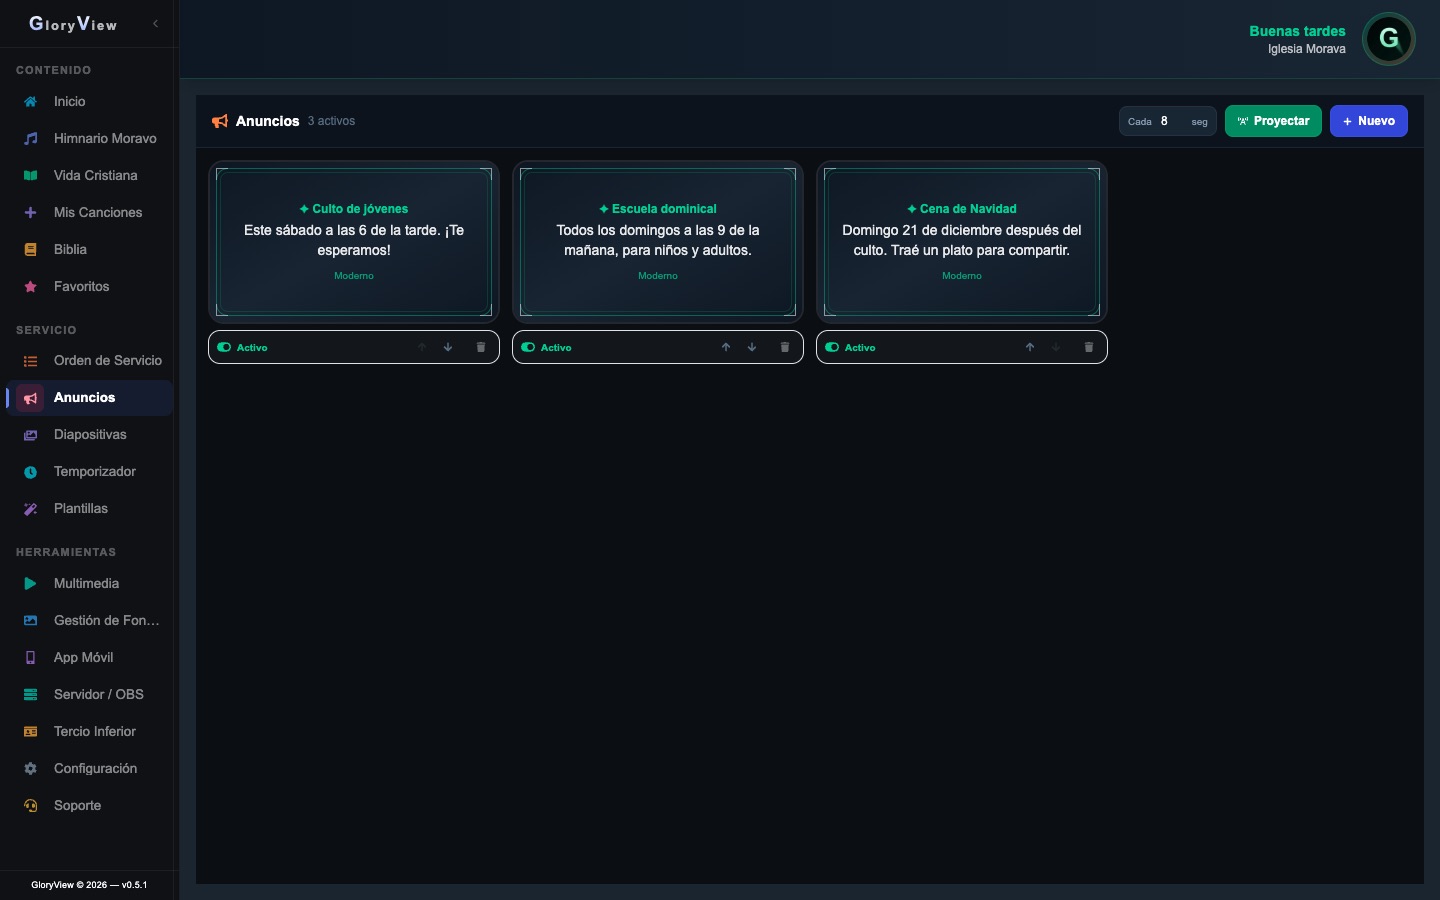 GloryView
CONTENIDO
Inicio
Himnario Moravo
Vida Cristiana
Mis Canciones
Biblia
Favoritos
SERVICIO
Orden de Servicio
Anuncios
Diapositivas
Temporizador
Plantillas
HERRAMIENTAS
Multimedia
Gestión de Fon...
App Móvil
Servidor / OBS
Tercio Inferior
Configuración
Soporte
GloryView © 2026 — v0.5.1
Buenas tardes
Iglesia Morava
G
Anuncios 3 activos
Cada 8 seg
Proyectar
+ Nuevo
✦ Culto de jóvenes
Este sábado a las 6 de la tarde. ¡Te
esperamos!
Moderno
Activo
✦ Escuela dominical
Todos los domingos a las 9 de la
mañana, para niños y adultos.
Moderno
Activo
✦ Cena de Navidad
Domingo 21 de diciembre después del
culto. Traé un plato para compartir.
Moderno
Activo